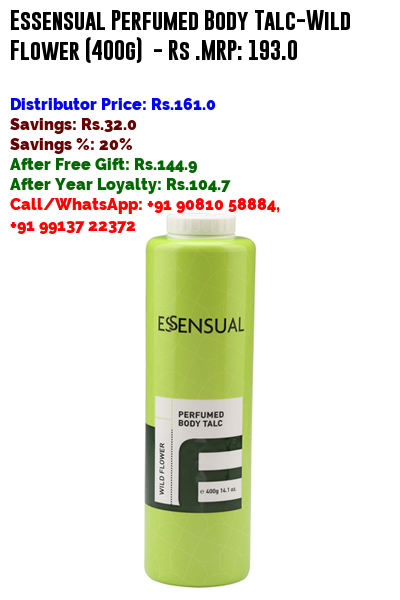 Essensual Perfumed Body Talc-Wild
Flower (400g) - Rs .MRP: 193.0
Distributor Price: Rs.161.0
Savings: Rs.32.0
Savings %: 20%
After Free Gift: Rs.144.9
After Year Loyalty: Rs.104.7
Call/WhatsApp: +91 90810 58884,
+91 99137 22372
ESSENSUAL
PERFUMED
BODY TALC
WILD FLOWER
e 400g 14.1 oz.